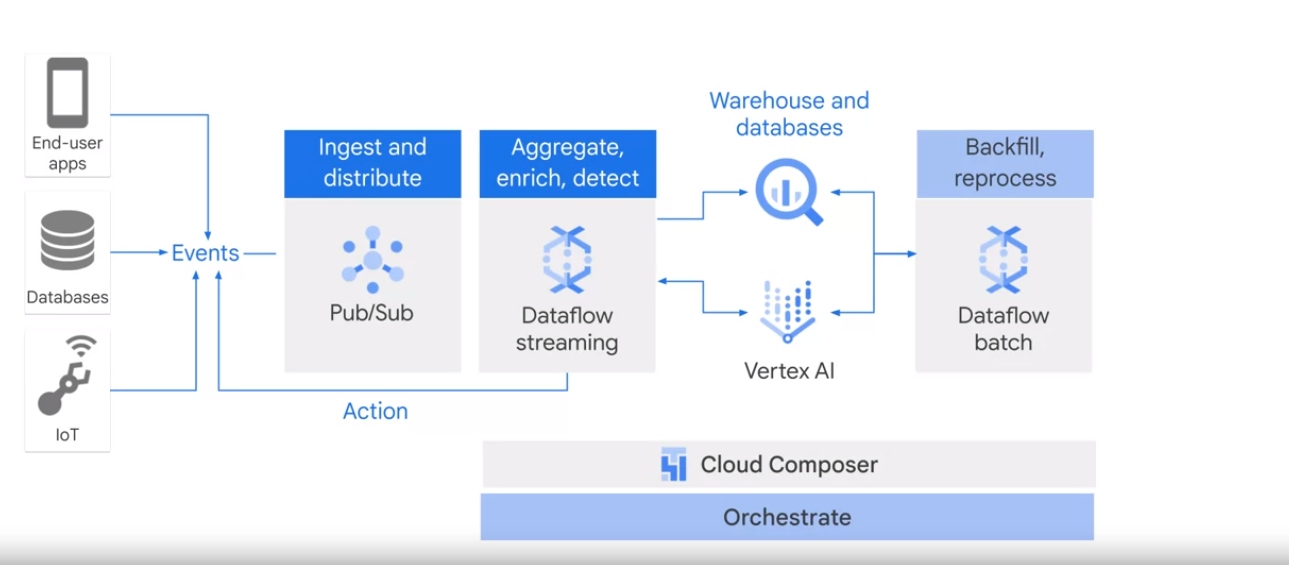 End-user
apps
Databases
IoT
Events
Ingest and
distribute
Pub/Sub
Aggregate,
enrich, detect
Dataflow
streaming
Action
Warehouse and
databases
Vertex AI
Backfill,
reprocess
Dataflow
batch
Cloud Composer
Orchestrate